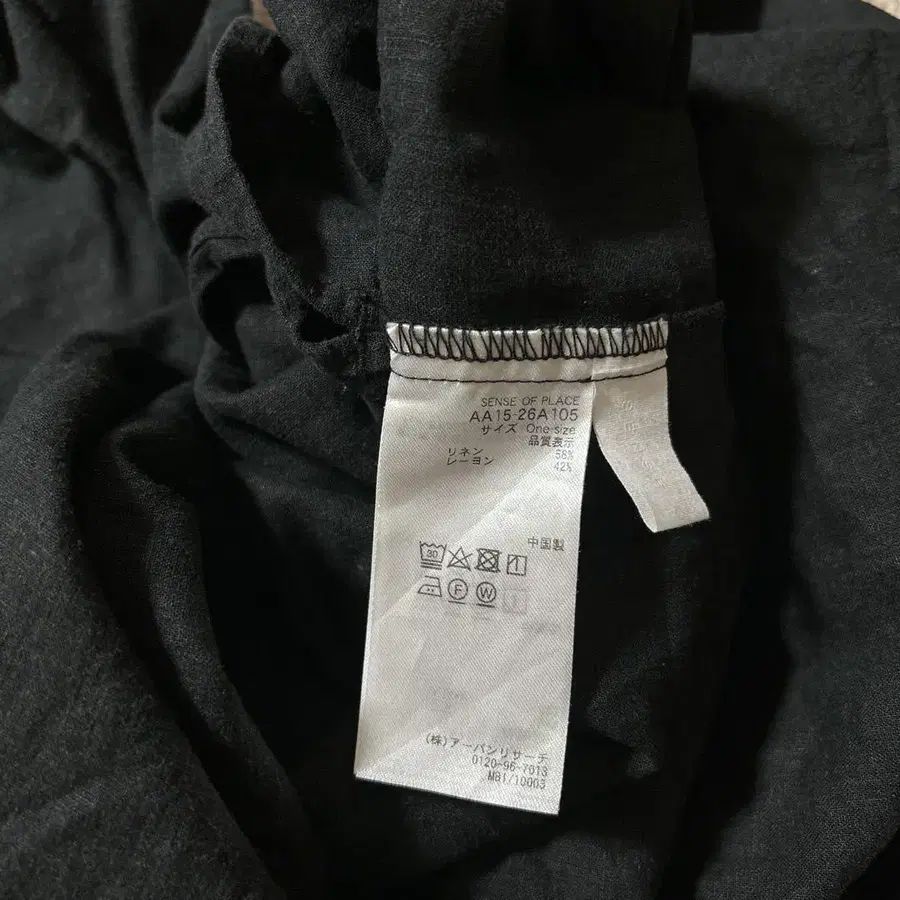 SENSE OF PLACE
AA15-26A105
サイズ One size
品質表示
リネン 58%
レーヨン 42%
中国製
30
F W
(株)アーバンリサーチ
0120-96-7013
MB1/10003